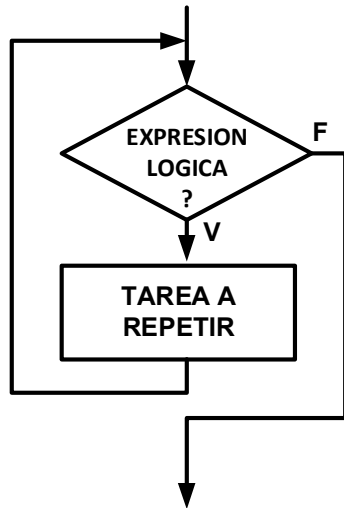 EXPRESION
LOGICA
?
F
V
TAREA A
REPETIR